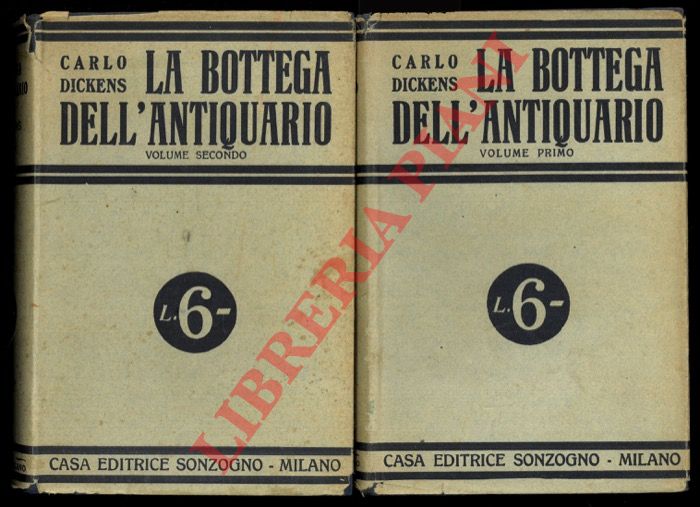 CARLO
DICKENS
LA BOTTEGA
DELL'ANTIQUARIO
VOLUME SECONDO
L. 6-
CASA EDITRICE SONZOGNO - MILANO
CARLO
DICKENS
LA BOTTEGA
DELL'ANTIQUARIO
VOLUME PRIMO
L. 6-
CASA EDITRICE SONZOGNO - MILANO
LIBRERIA PIANI